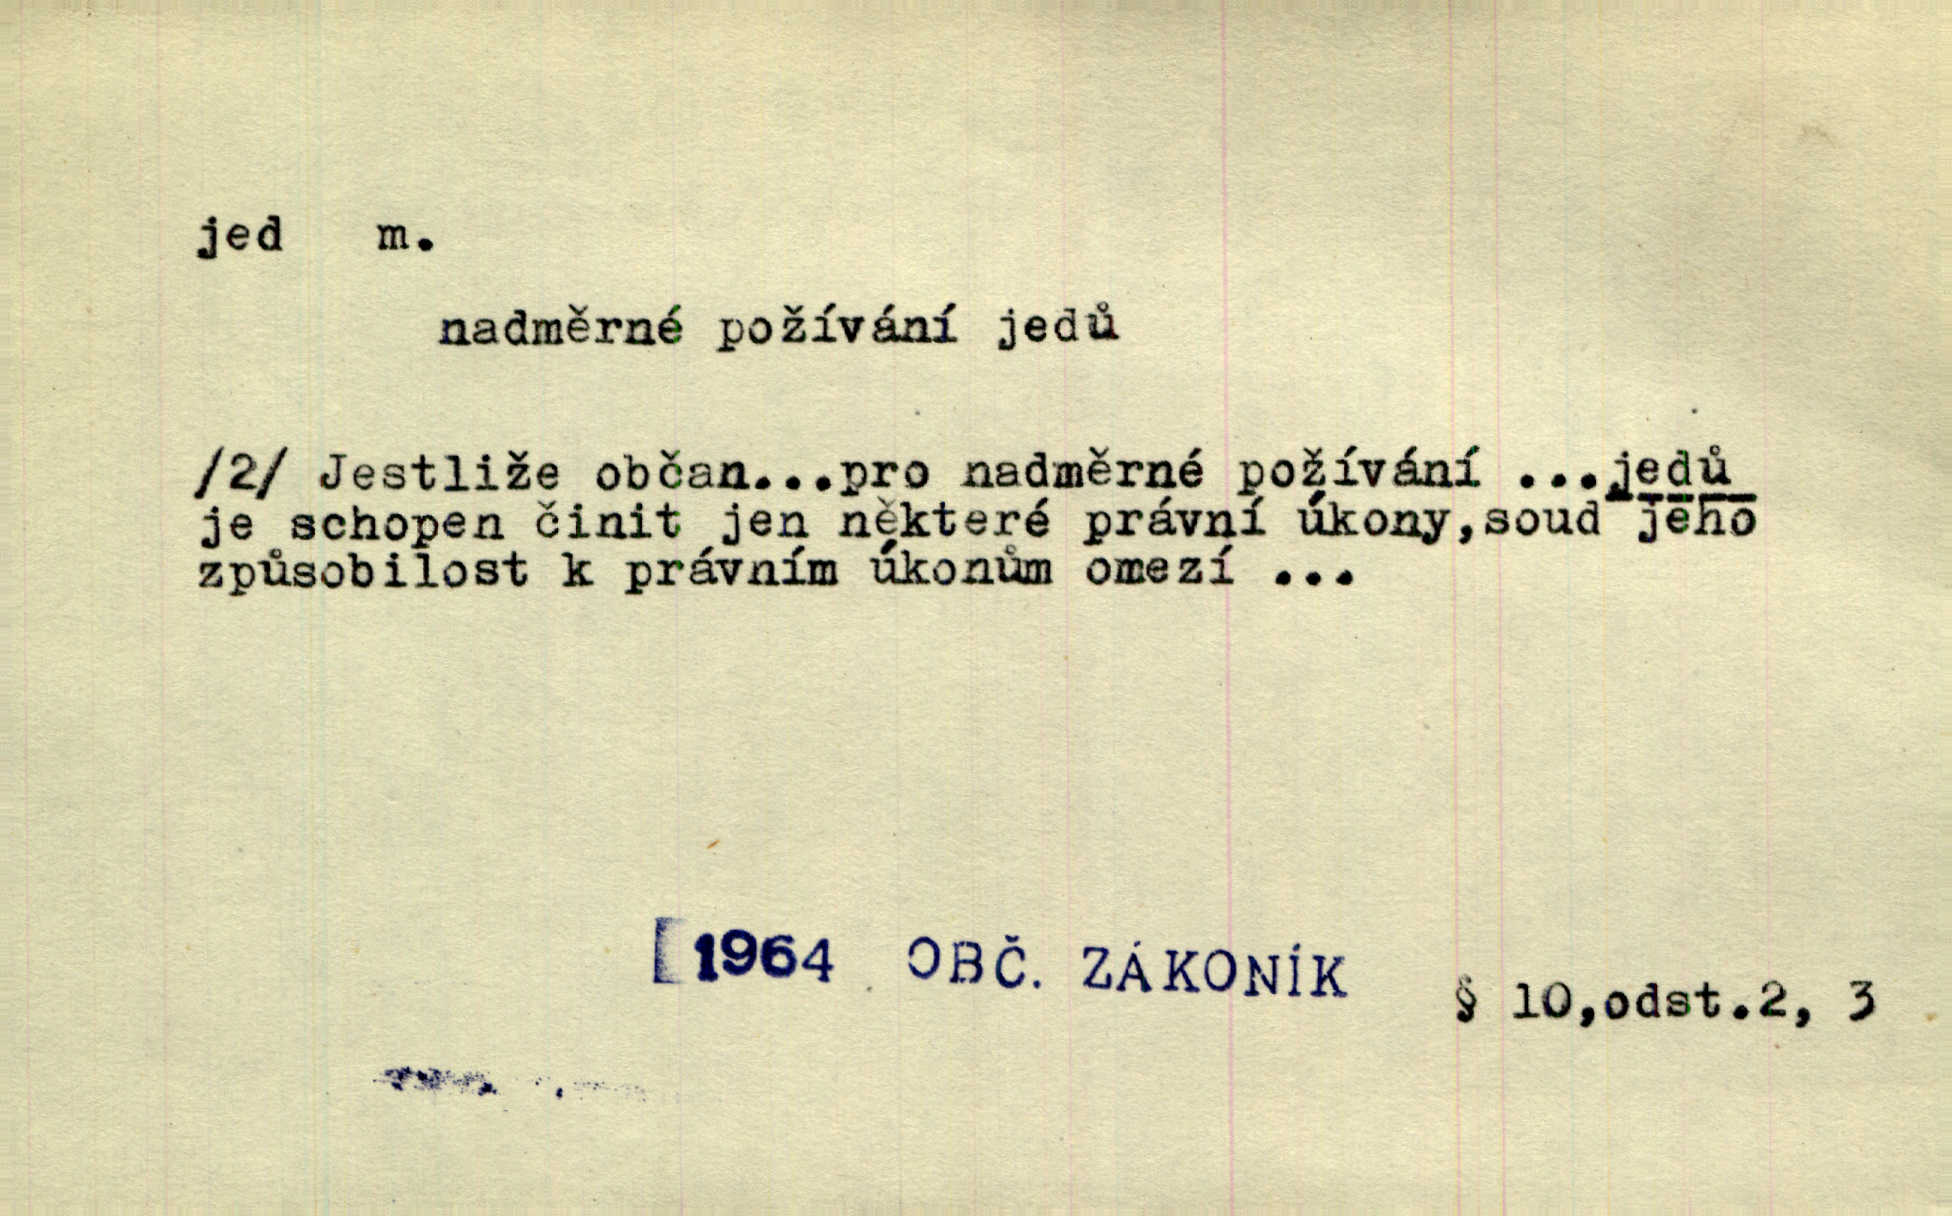 jed m.
nadměrné požívání jedů
/2/ Jestliže občan...pro nadměrné požívání ...jedů
je schopen činit jen některé právní úkony,soud jeho
způsobilost k právním úkonům omezí ...
[1964 OBČ. ZÁKONÍK
§ 10,odst.2, 3